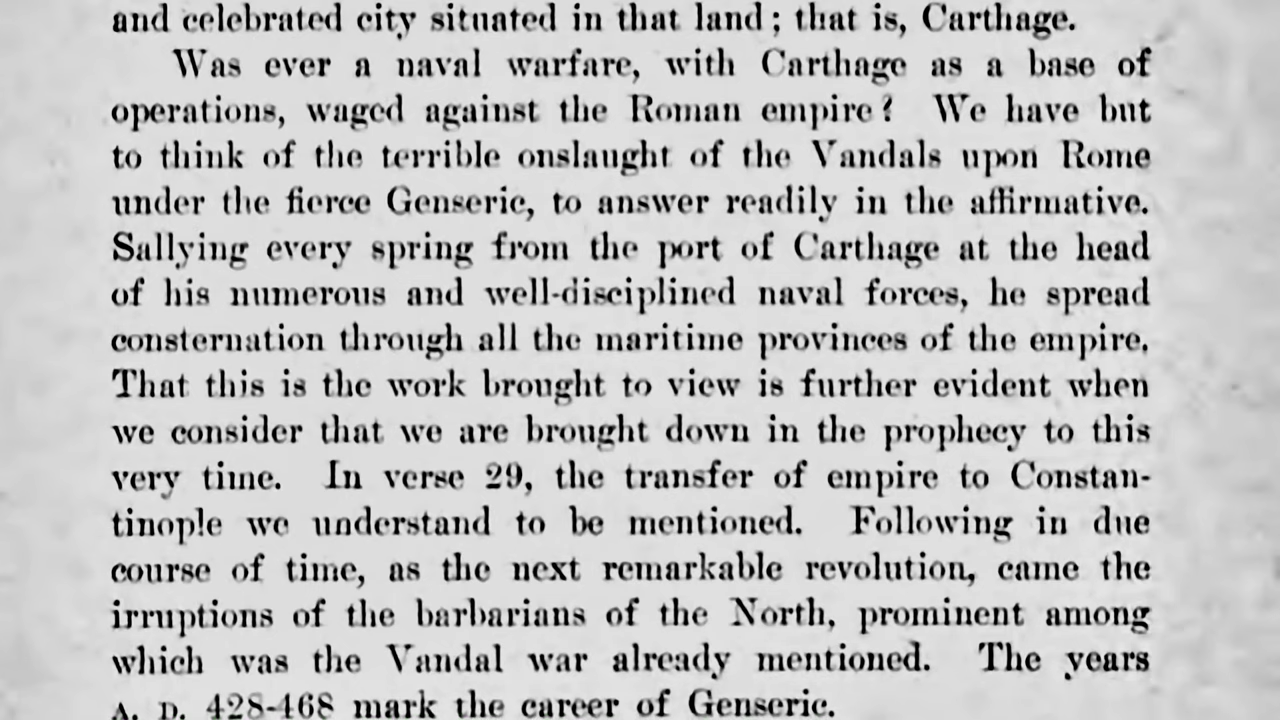 and celebrated city situated in that land; that is, Carthage.
Was ever a naval warfare, with Carthage as a base of
operations, waged against the Roman empire? We have but
to think of the terrible onslaught of the Vandals upon Rome
under the fierce Genseric, to answer readily in the affirmative.
Sallying every spring from the port of Carthage at the head
of his numerous and well-disciplined naval forces, he spread
consternation through all the maritime provinces of the empire.
That this is the work brought to view is further evident when
we consider that we are brought down in the prophecy to this
very time. In verse 29, the transfer of empire to Constan-
tinople we understand to be mentioned. Following in due
course of time, as the next remarkable revolution, came the
irruptions of the barbarians of the North, prominent among
which was the Vandal war already mentioned. The years
A. D. 428-468 mark the career of Genseric.